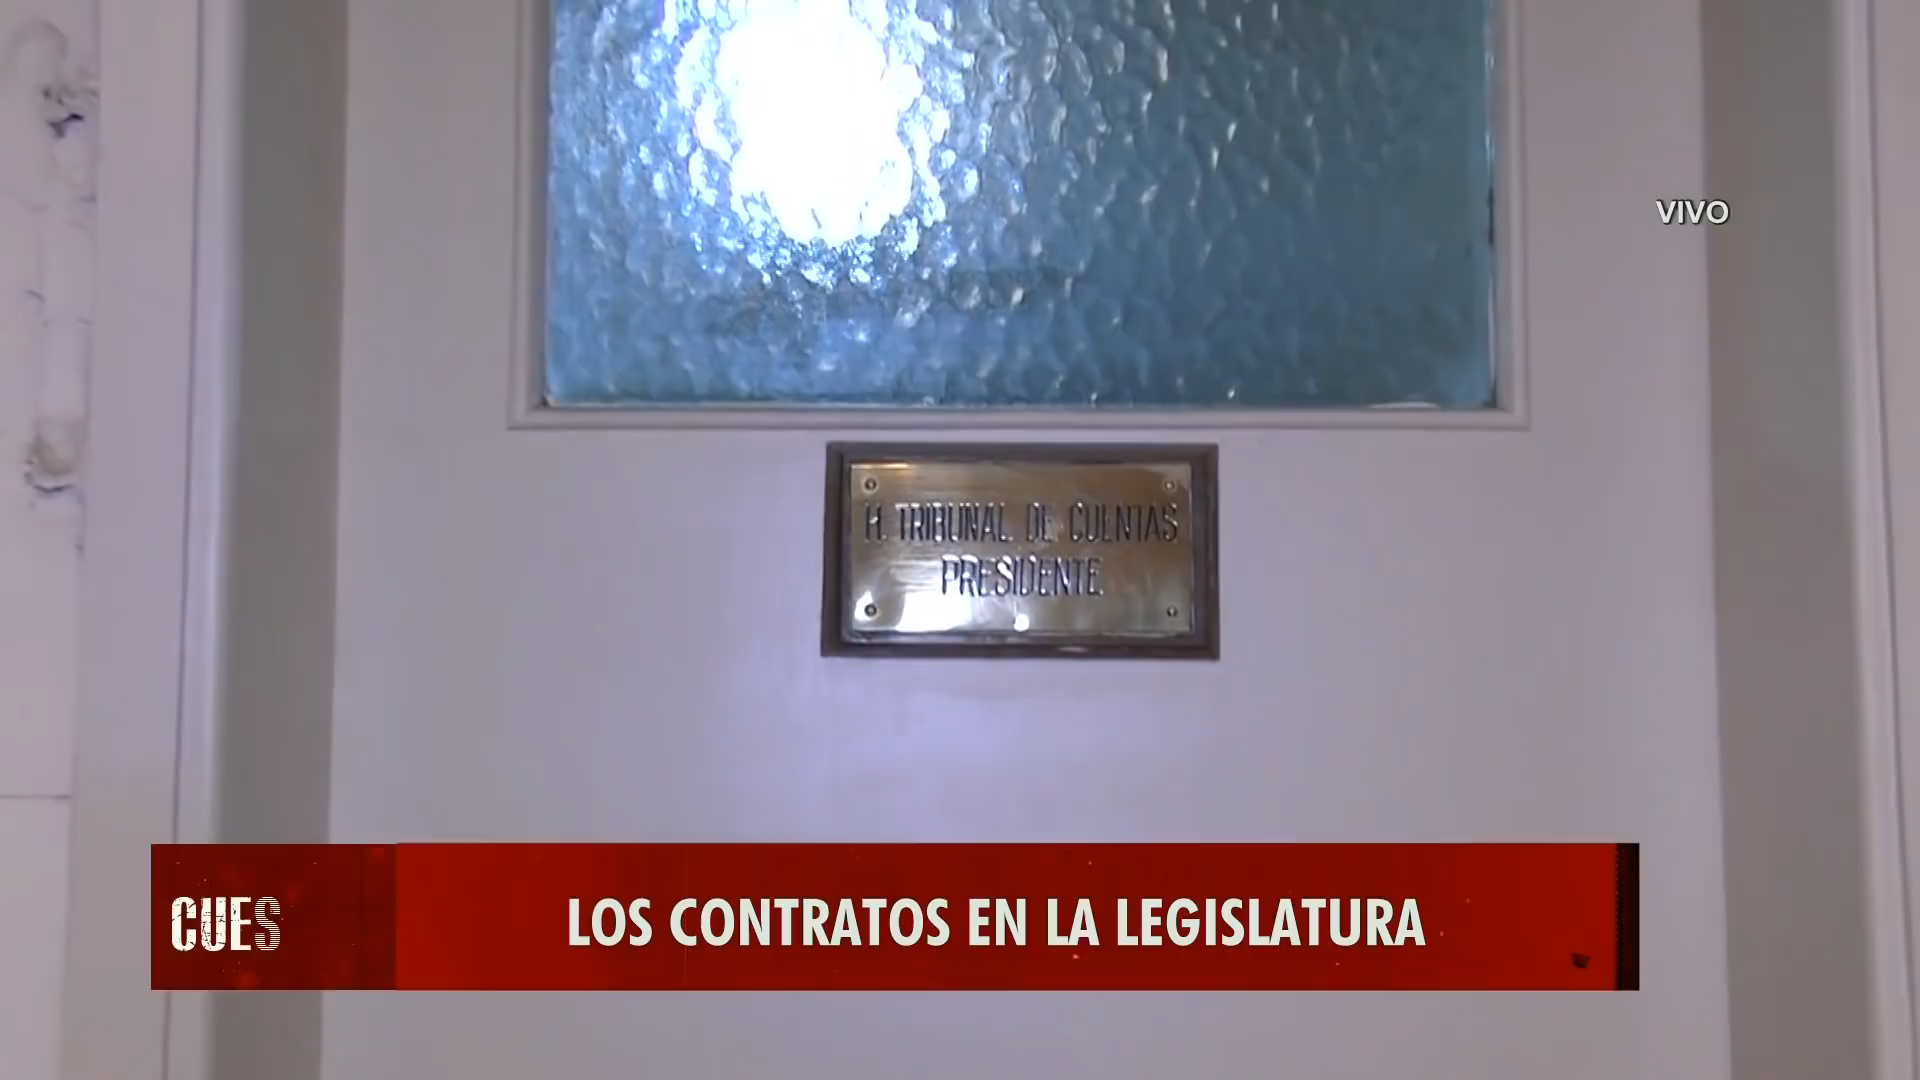 VIVO
H. TRIBUNAL DE CUENTAS
PRESIDENTE
CUES
LOS CONTRATOS EN LA LEGISLATURA